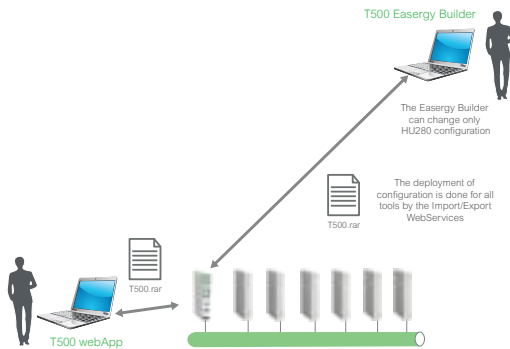 T500 Easergy Builder
The Easergy Builder
can change only
HU280 configuration
The deployment of
configuration is done for all
tools by the Import/Export
WebServices
T500.rar
T500.rar
T500 webApp